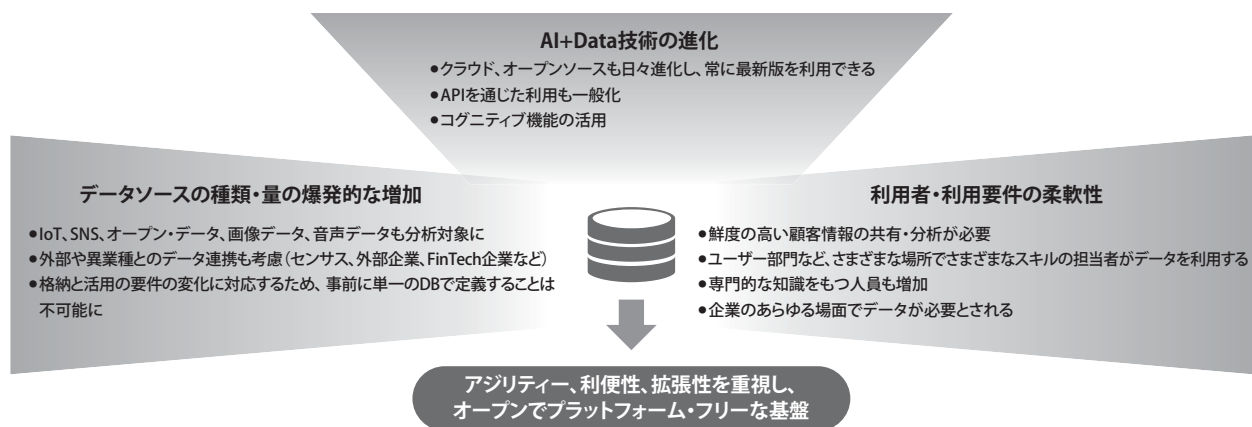 AI+Data技術の進化
●クラウド、オープンソースも日々進化し、常に最新版を利用できる
●APIを通じた利用も一般化
●コグニティブ機能の活用
データソースの種類・量の爆発的な増加
●IoT、SNS、オープン・データ、画像データ、音声データも分析対象に
●外部や異業種とのデータ連携も考慮（センサス、外部企業、FinTech企業など）
●格納と活用の要件の変化に対応するため、事前に単一のDBで定義することは
不可能に
利用者・利用要件の柔軟性
●鮮度の高い顧客情報の共有・分析が必要
●ユーザー部門など、さまざまな場所でさまざまなスキルの担当者がデータを利用する
●専門的な知識をもつ人員も増加
●企業のあらゆる場面でデータが必要とされる
アジリティー、利便性、拡張性を重視し、
オープンでプラットフォーム・フリーな基盤